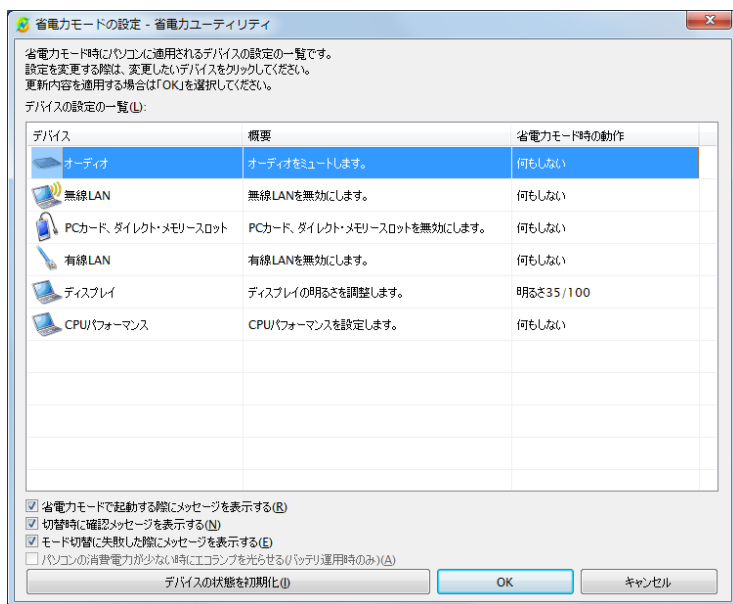 省電力モードの設定 - 省電力ユーティリティ
省電力モード時にパソコンに適用されるデバイスの設定の一覧です。
設定を変更する際は、変更したいデバイスをクリックしてください。
更新内容を適用する場合は「OK」を選択してください。
デバイスの設定の一覧(L):
デバイス 概要 省電力モード時の動作
オーディオ オーディオをミュートします。 何もしない
無線LAN 無線LANを無効にします。 何もしない
PCカード、ダイレクト・メモリースロット PCカード、ダイレクト・メモリースロットを無効にします。 何もしない
有線LAN 有線LANを無効にします。 何もしない
ディスプレイ ディスプレイの明るさを調整します。 明るさ35/100
CPUパフォーマンス CPUパフォーマンスを設定します。 何もしない
省電力モードで起動する際にメッセージを表示する(R)
切替時に確認メッセージを表示する(N)
モード切替に失敗した際にメッセージを表示する(E)
パソコンの消費電力が少ない時にエコランプを光らせる(バッテリ運用時のみ)(A)
デバイスの状態を初期化(I) OK キャンセル